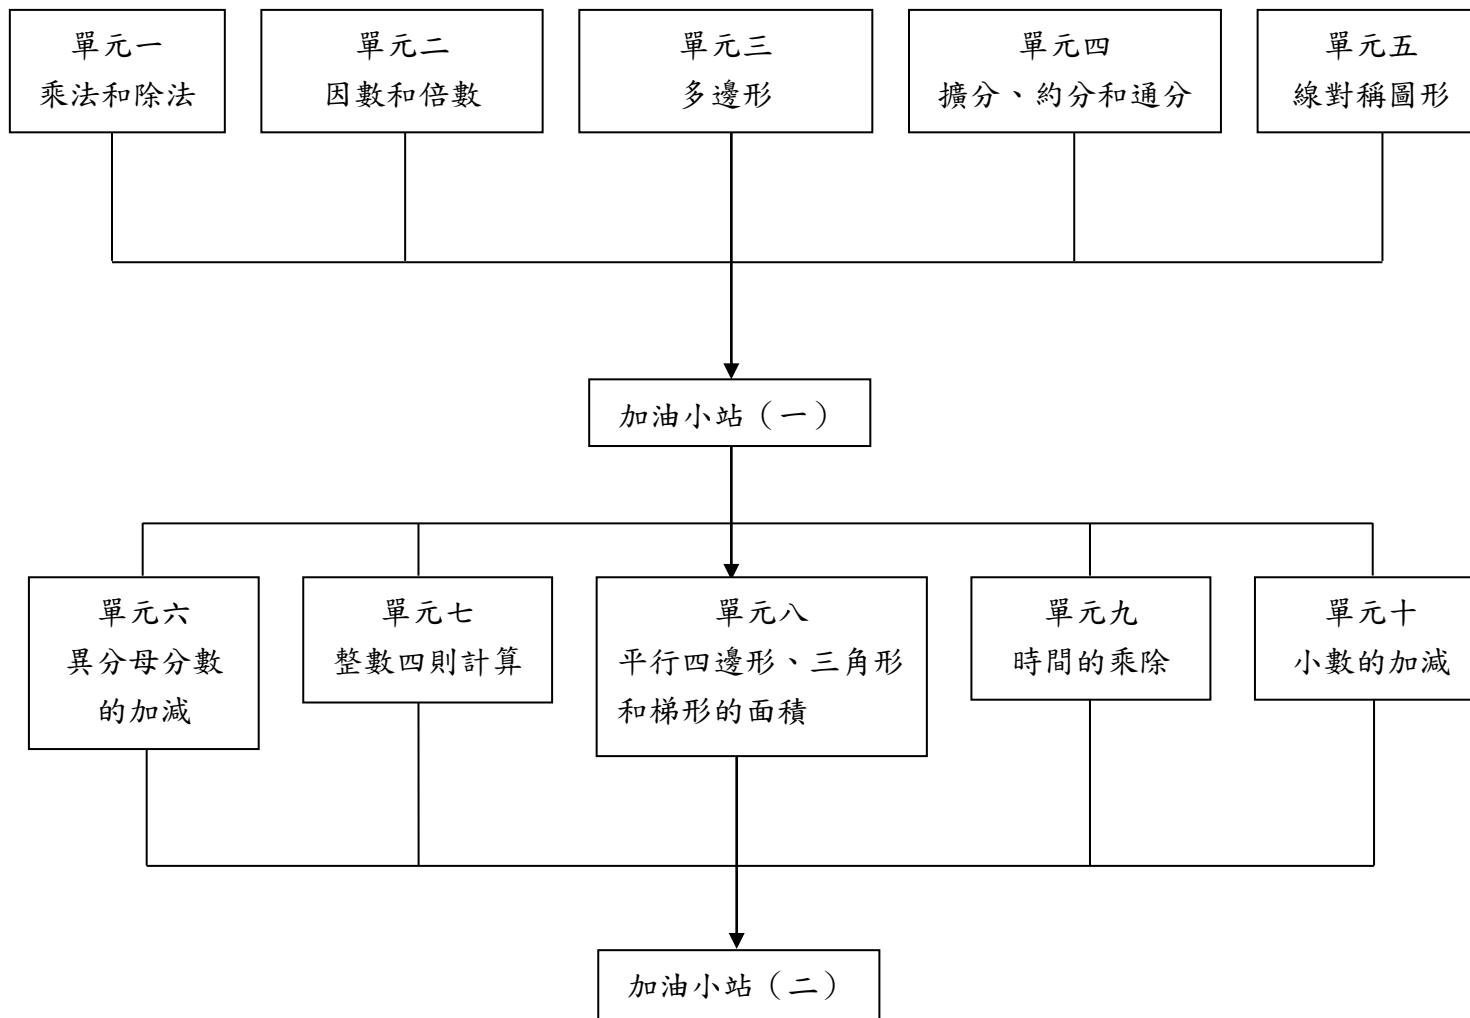 單元一
乘法和除法
單元二
因數和倍數
單元三
多邊形
單元四
擴分、約分和通分
單元五
線對稱圖形
加油小站（一）
單元六
異分母分數
的加減
單元七
整數四則計算
單元八
平行四邊形、三角形
和梯形的面積
單元九
時間的乘除
單元十
小數的加減
加油小站（二）